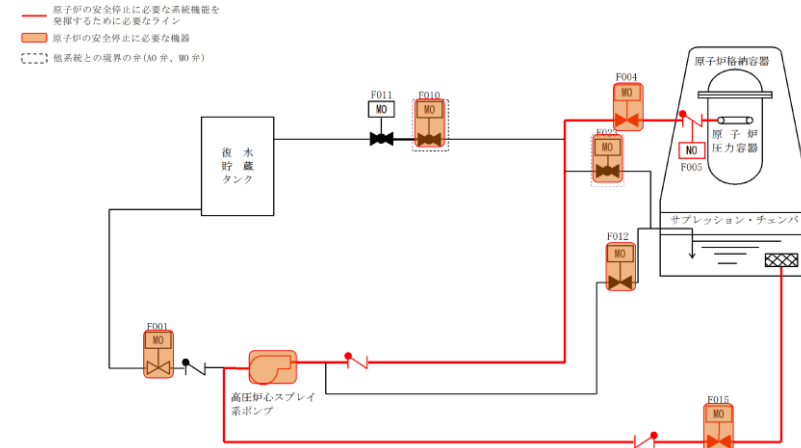 原子炉の安全停止に必要な系統機能を
発揮するために必要なライン
原子炉の安全停止に必要な機器
他系統との境界の弁(AO 弁、MO 弁)
原子炉格納容器
F004
MO
F011
MO
F010
MO
F023
MO
NO
F005
原 子 炉
圧力容器
復 水
貯 蔵
タンク
サプレッション・チェンバ
F012
MO
F001
MO
高圧炉心スプレイ
系ポンプ
F015
MO